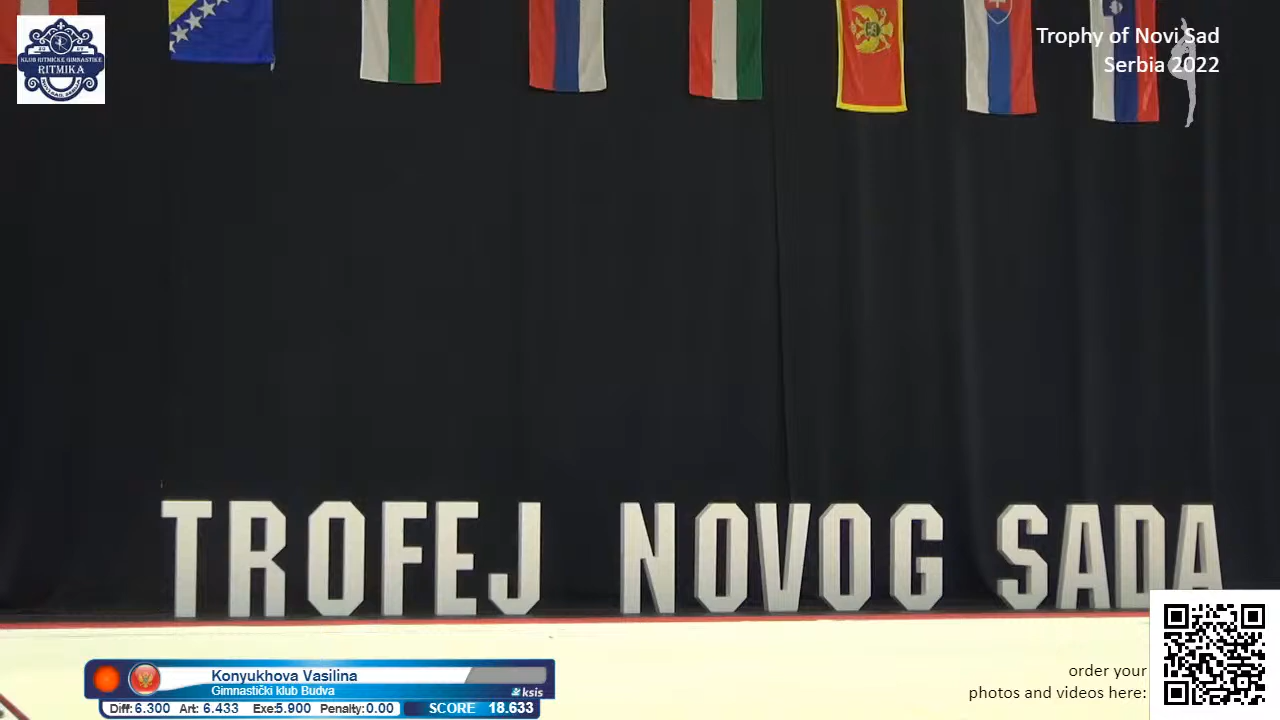 KLUB RITMIČKE GIMNASTIKE
RITMIKA
Trophy of Novi Sad
Serbia 2022
TROFEJ NOVOG SADA
Konyukhova Vasilina
Gimnastički klub Budva
ksis
Diff:6.300 Art: 6.433 Exe:5.900 Penalty:0.00 SCORE 18.633
order your
photos and videos here: